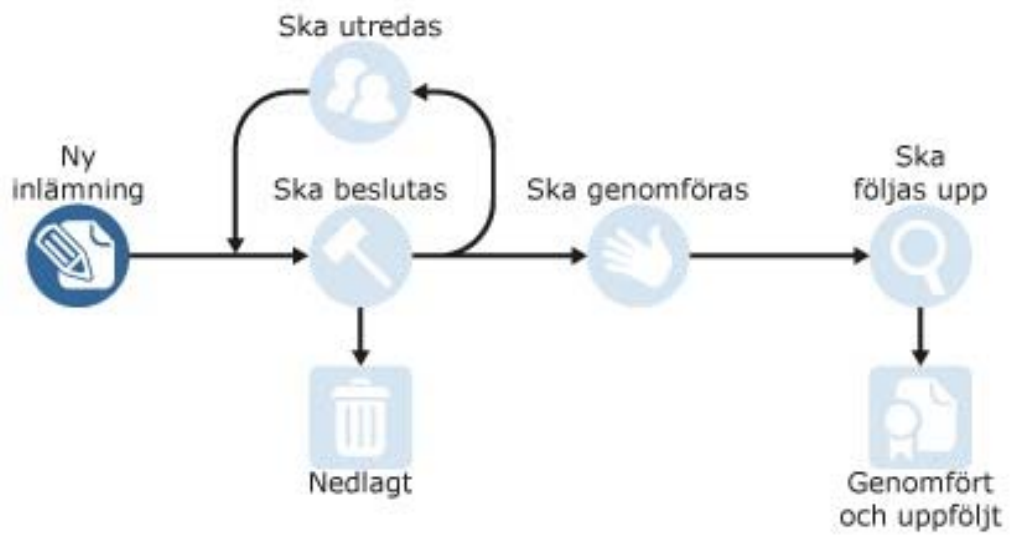 Ska utredas
Ny
inlämning
Ska beslutas
Ska genomföras
Ska
följas upp
Nedlagt
Genomfört
och uppföljt